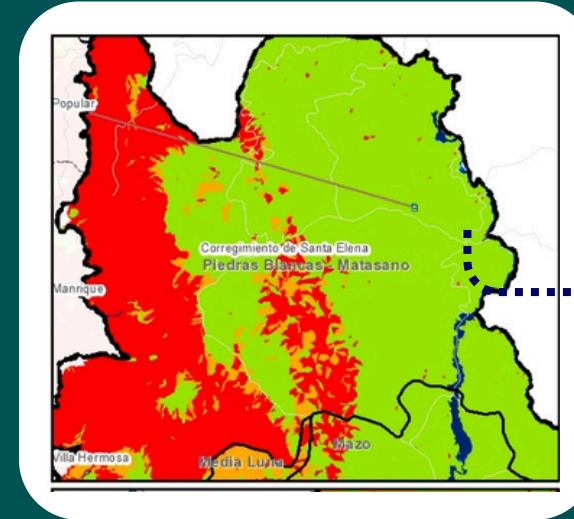 Popular
Corregimiento de Santa Elena
Piedras Blancas - Matasano
Manrique
Mazo
Villa Hermosa
Media Luna